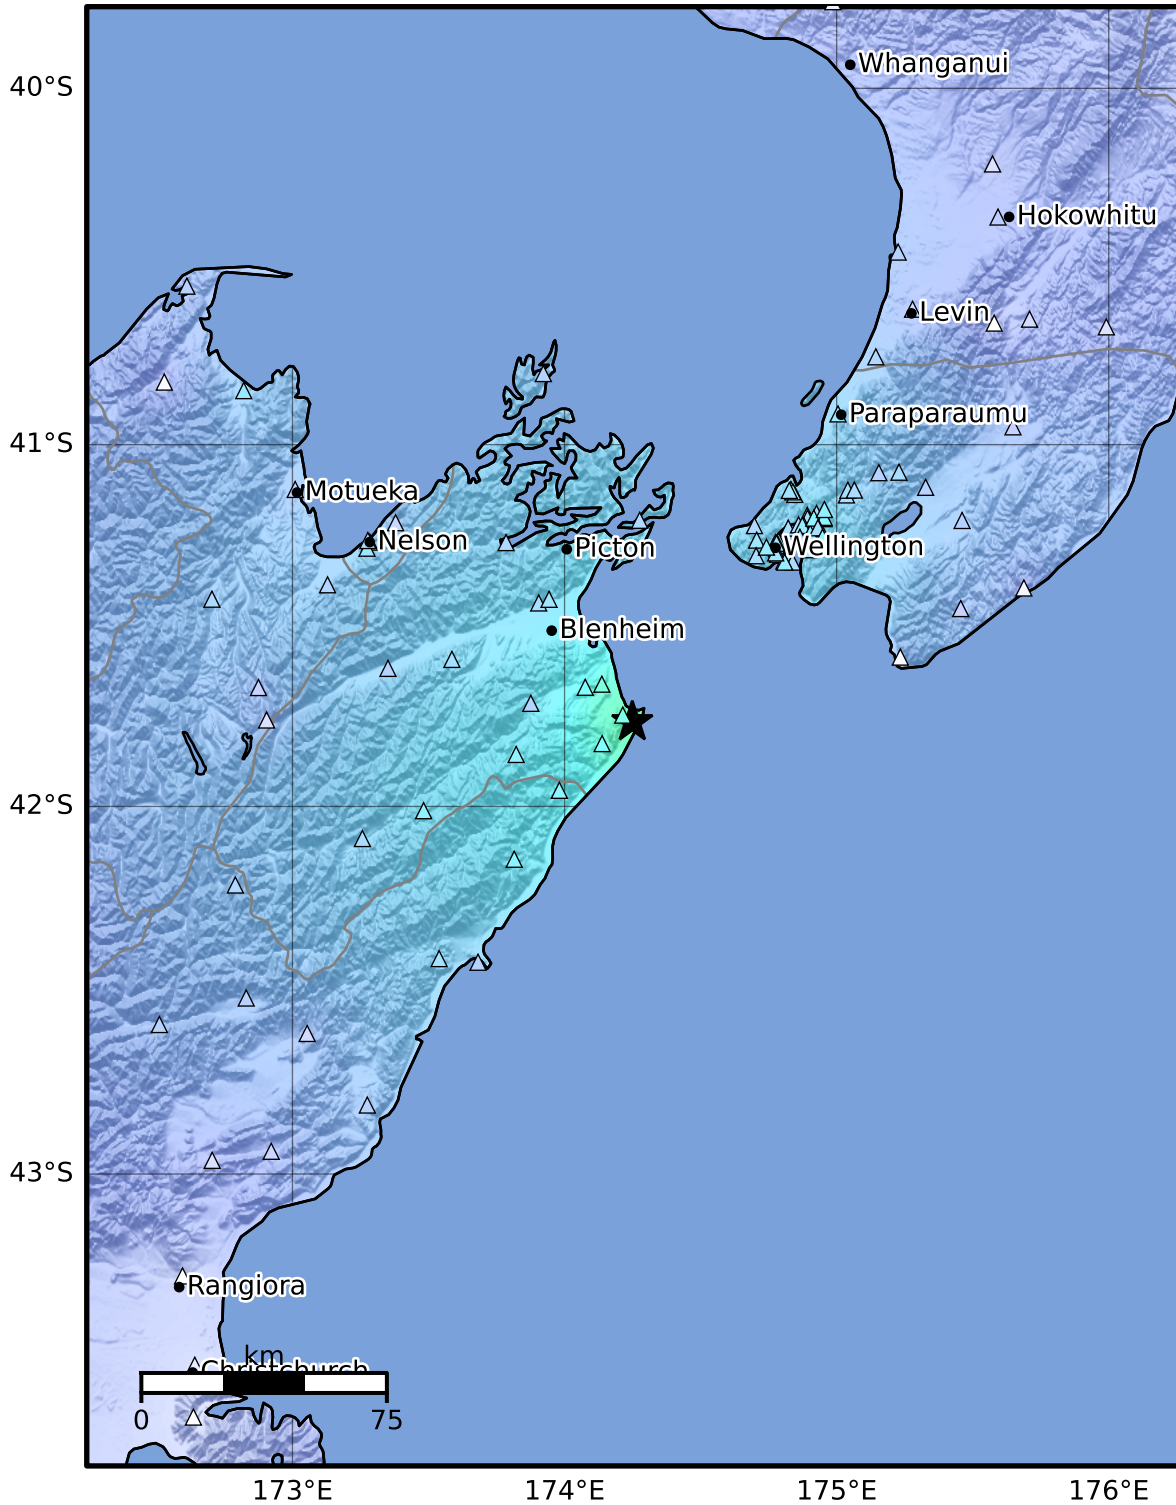 Whanganui
40°S
Hokowhitu
Levin
Paraparaumu
41°S
Motueka
Nelson
Picton
Wellington
Blenheim
42°S
43°S
Rangiora
km
Christchurch
0 75
173°E 174°E 175°E 176°E